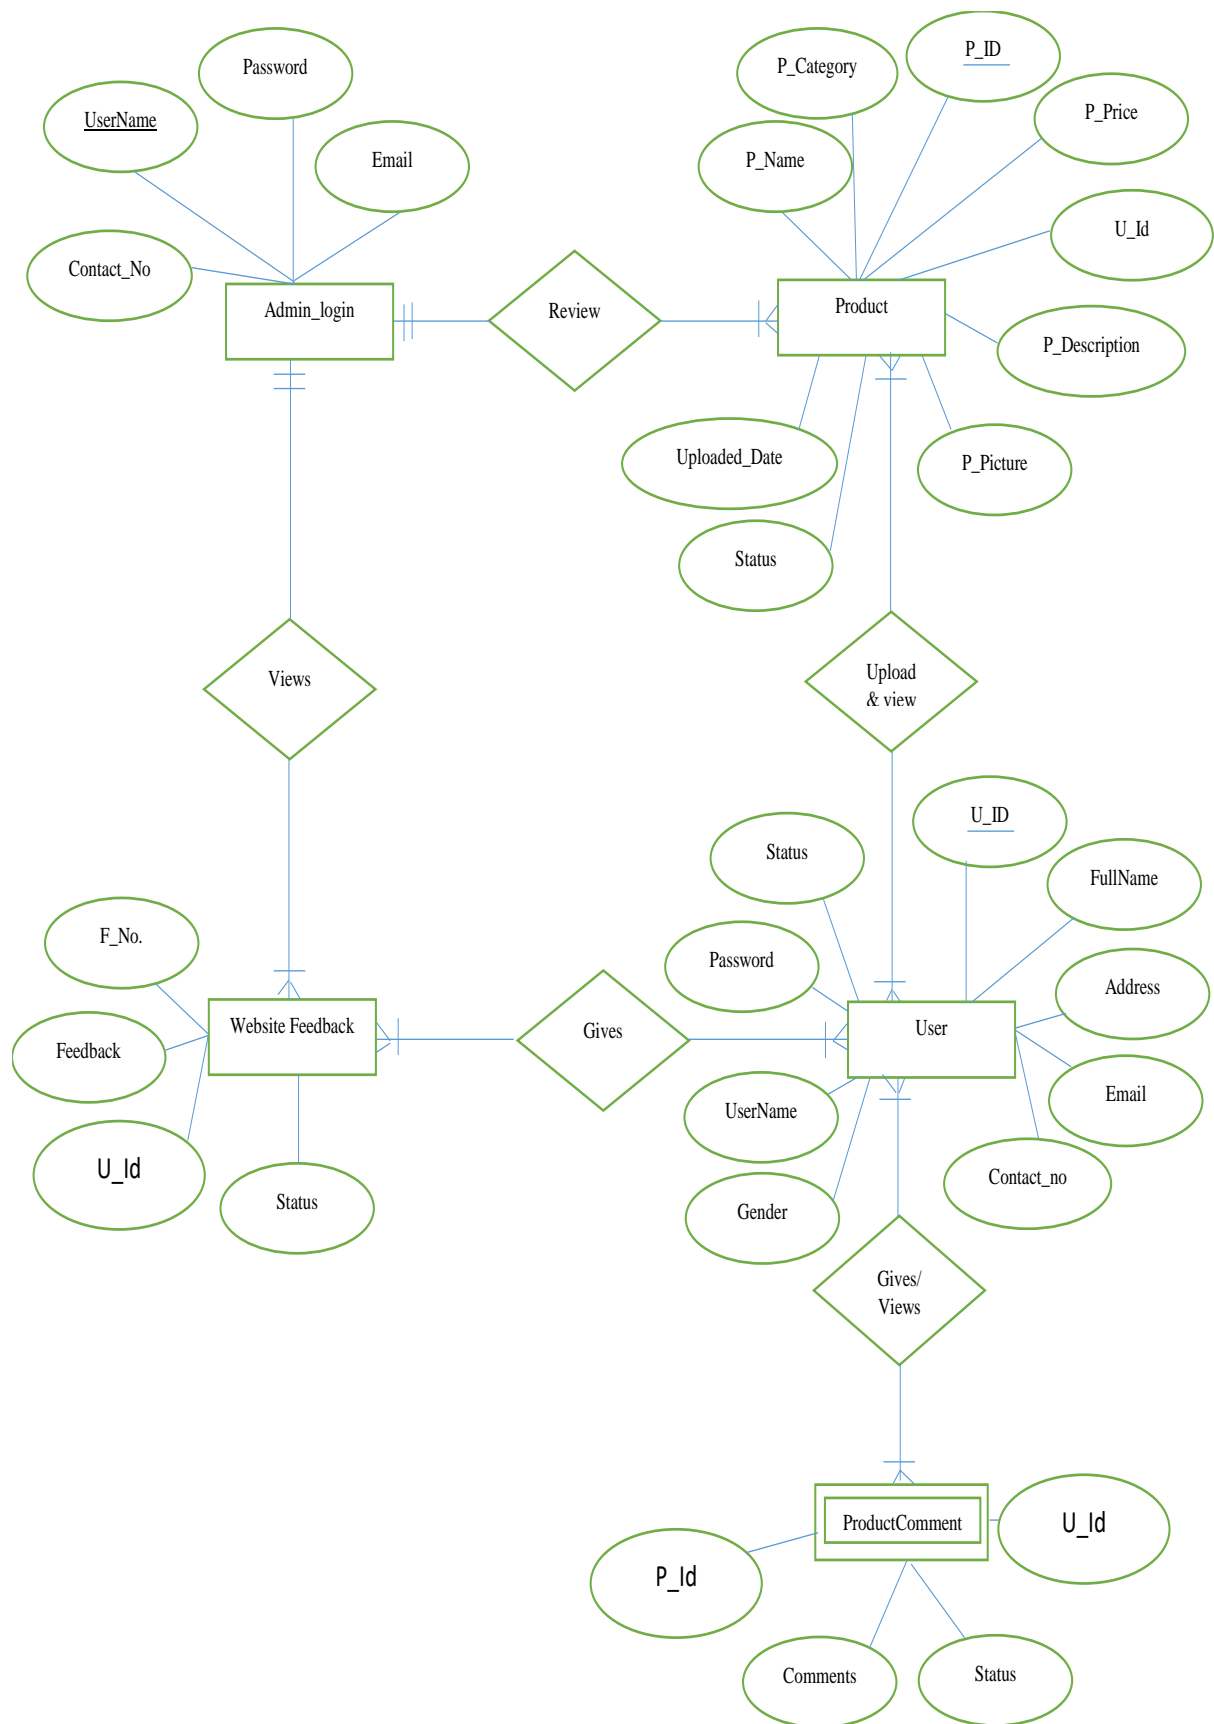 Password
P_Category
P_ID
UserName
P_Price
Email
P_Name
U_Id
Contact_No
Admin_login
Review
Product
P_Description
Uploaded_Date
P_Picture
Status
Views
Upload
& view
U_ID
Status
FullName
F_No.
Password
Address
Website Feedback
Gives
User
Feedback
UserName
Email
U_Id
Status
Gender
Contact_no
Gives/
Views
ProductComment
U_Id
P_Id
Comments
Status